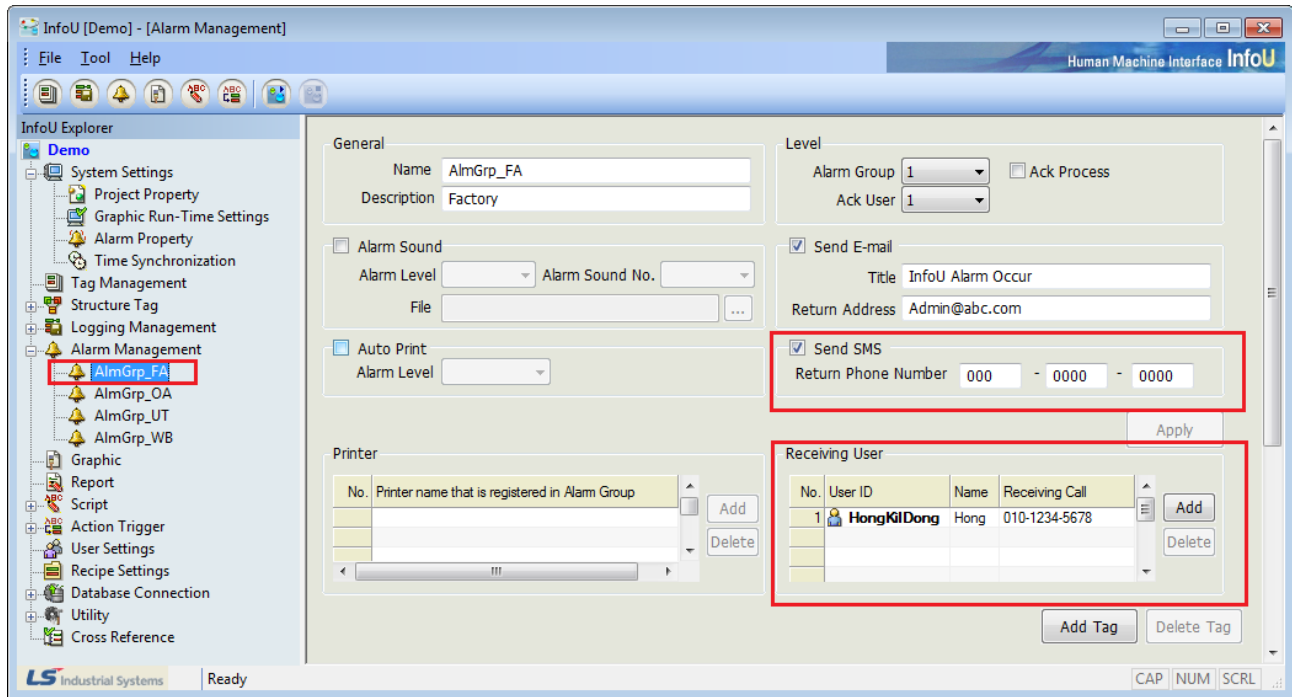 InfoU [Demo] - [Alarm Management]
File Tool Help
Human Machine Interface InfoU
InfoU Explorer
Demo
System Settings
Project Property
Graphic Run-Time Settings
Alarm Property
Time Synchronization
Tag Management
Structure Tag
Logging Management
Alarm Management
AlmGrp_FA
AlmGrp_OA
AlmGrp_UT
AlmGrp_WB
Graphic
Report
Script
Action Trigger
User Settings
Recipe Settings
Database Connection
Utility
Cross Reference
General
Name AlmGrp_FA
Description Factory
Level
Alarm Group 1 Ack Process
Ack User 1
Alarm Sound
Alarm Level Alarm Sound No.
File ...
Send E-mail
Title InfoU Alarm Occur
Return Address Admin@abc.com
Auto Print
Alarm Level
Send SMS
Return Phone Number 000 - 0000 - 0000
Apply
Printer
No. Printer name that is registered in Alarm Group
Add
Delete
Receiving User
No. User ID Name Receiving Call
1 HongKilDong Hong 010-1234-5678
Add
Delete
Add Tag Delete Tag
LS Industrial Systems Ready CAP NUM SCRL